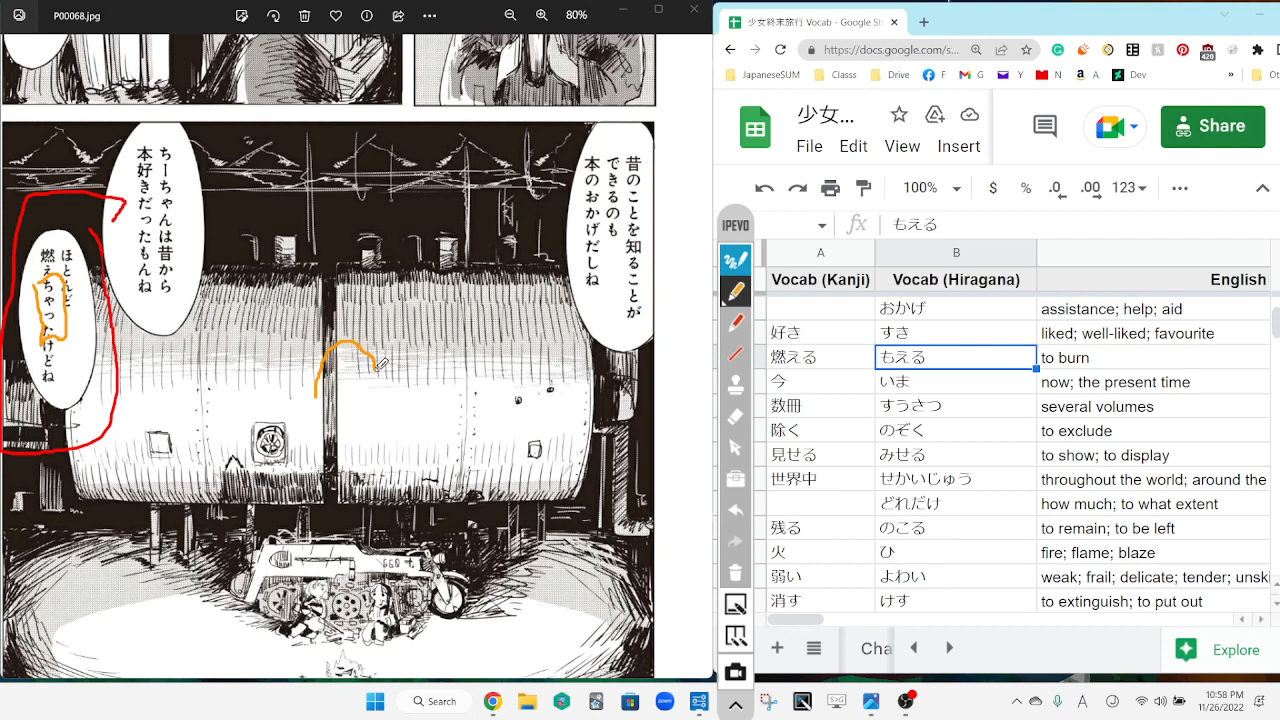 P00068.jpg
80%
昔のことを知ることが
できるのも
本のおかげだしね
ちーちゃんは昔から
本好きだったもんね
ほとんど
燃えちゃったけどね
少女終末旅行 Vocab - Google Sh
https://docs.google.com/s...
420
JapaneseSUM
Classs
Drive
F
G
Y
N
A
Dev
»
Ot
少女...
Share
File
Edit
View
Insert
100%
$
%
.0
.00
123
IPEVO
fx
もえる
A
B
Vocab (Kanji)
Vocab (Hiragana)
English
おかげ
assistance; help; aid
好き
すき
liked; well-liked; favourite
燃える
もえる
to burn
今
いま
now; the present time
数冊
すうさつ
several volumes
除く
のぞく
to exclude
見せる
みせる
to show; to display
世界中
せかいじゅう
throughout the world; around the
どれだけ
how much; to what extent
残る
のこる
to remain; to be left
火
ひ
fire; flame; blaze
弱い
よわい
weak; frail; delicate; tender; unsk
消す
けす
to extinguish; to put out
Cha
Explore
Search
zoom
A
10:58 PM
11/26/2022